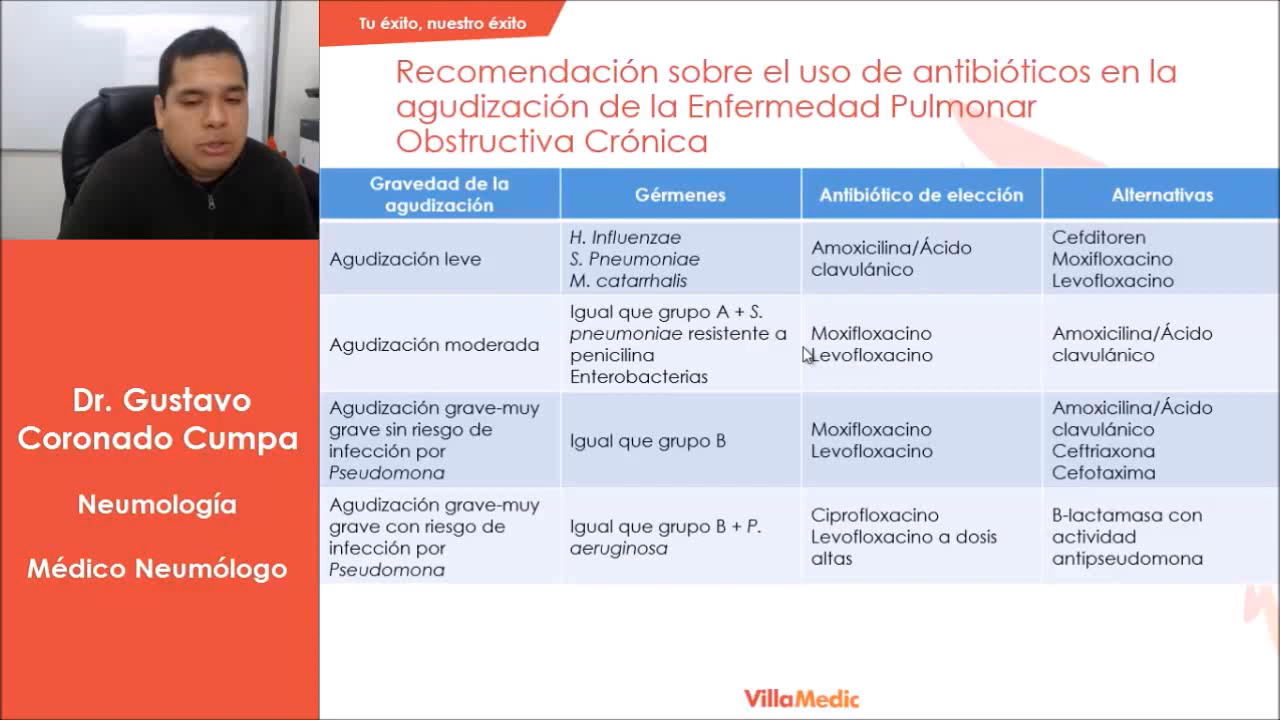 Tu éxito, nuestro éxito
Recomendación sobre el uso de antibióticos en la
agudización de la Enfermedad Pulmonar
Obstructiva Crónica
Gravedad de la
agudización
Gérmenes
Antibiótico de elección
Alternativas
Agudización leve
H. Influenzae
S. Pneumoniae
M. catarrhalis
Amoxicilina/Ácido
clavulánico
Cefditoren
Moxifloxacino
Levofloxacino
Agudización moderada
Igual que grupo A + S.
pneumoniae resistente a
penicilina
Enterobacterias
Moxifloxacino
Levofloxacino
Amoxicilina/Ácido
clavulánico
Agudización grave-muy
grave sin riesgo de
infección por
Pseudomona
Igual que grupo B
Moxifloxacino
Levofloxacino
Amoxicilina/Ácido
clavulánico
Ceftriaxona
Cefotaxima
Agudización grave-muy
grave con riesgo de
infección por
Pseudomona
Igual que grupo B + P.
aeruginosa
Ciprofloxacino
Levofloxacino a dosis
altas
B-lactamasa con
actividad
antipseudomona
Dr. Gustavo
Coronado Cumpa
Neumología
Médico Neumólogo
VillaMedic